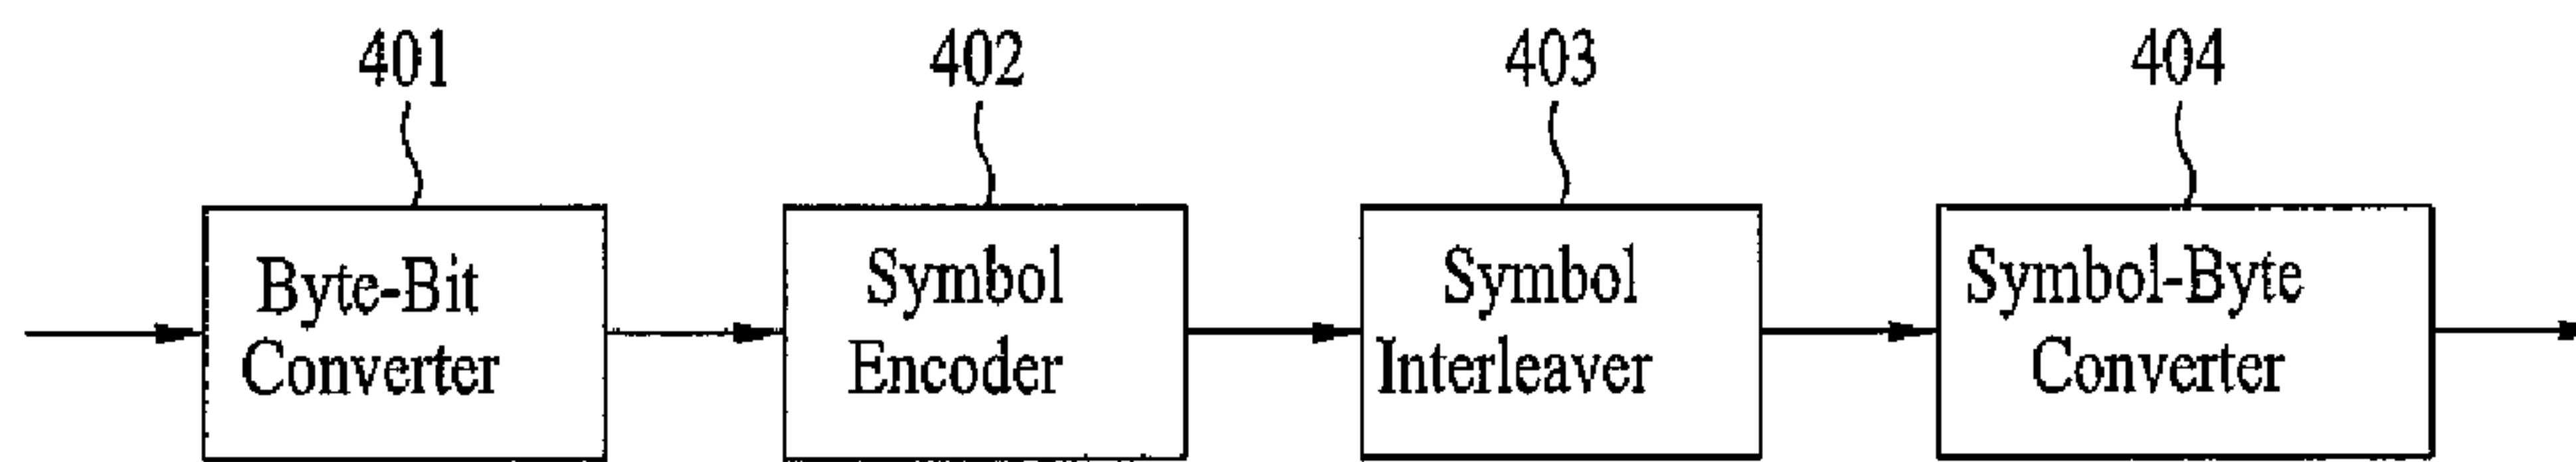 401
402
403
404
Byte-Bit
Converter
Symbol
Encoder
Symbol
Interleaver
Symbol-Byte
Converter